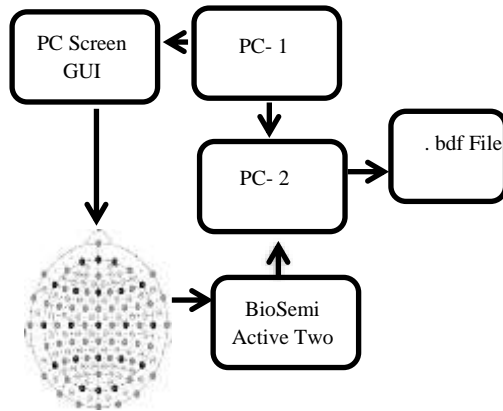 PC Screen
GUI
PC- 1
PC- 2
. bdf File
BioSemi
Active Two